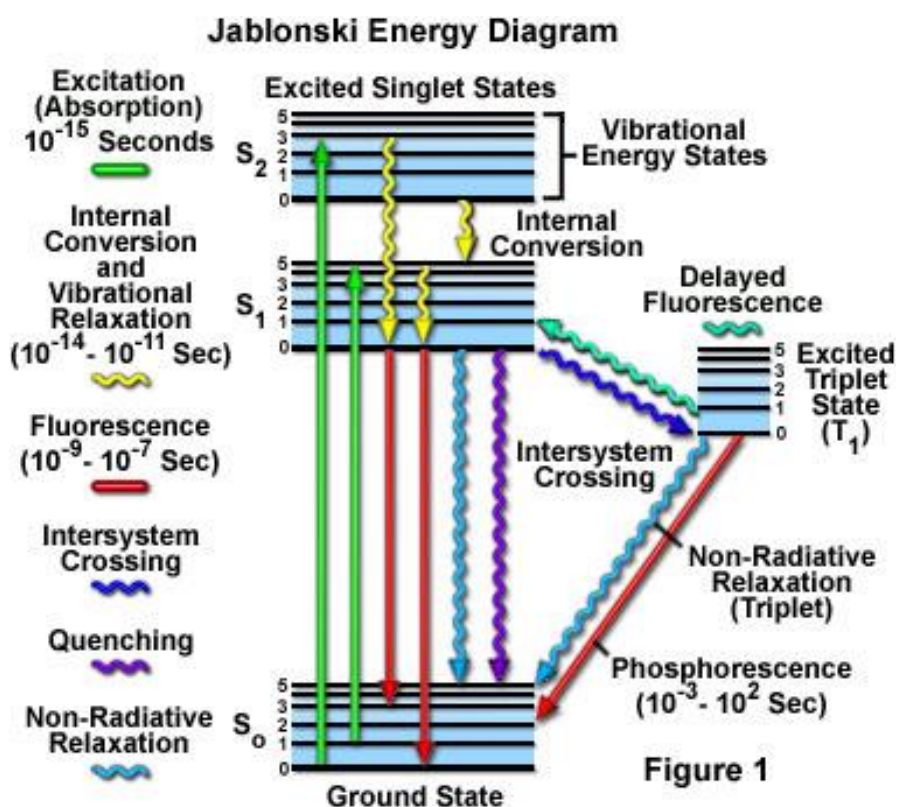 Jablonski Energy Diagram
Excitation
(Absorption)
10⁻¹⁵ Seconds
Internal
Conversion
and
Vibrational
Relaxation
(10⁻¹⁴ - 10⁻¹¹ Sec)
Fluorescence
(10⁻⁹ - 10⁻⁷ Sec)
Intersystem
Crossing
Quenching
Non-Radiative
Relaxation
Excited Singlet States
S₂
5
3
2
1
0
Vibrational
Energy States
Internal
Conversion
S₁
5
3
2
1
0
Delayed
Fluorescence
5
4
3
2
1
0
Excited
Triplet
State
(T₁)
Intersystem
Crossing
Non-Radiative
Relaxation
(Triplet)
Phosphorescence
(10⁻³ - 10² Sec)
S₀
5
3
2
1
0
Ground State
Figure 1